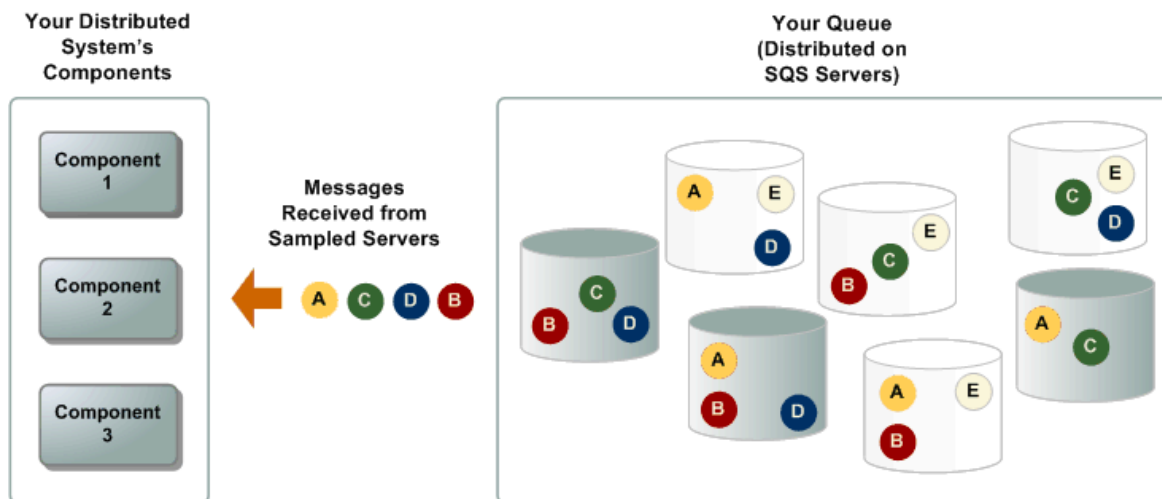 Your Distributed
System's
Components
Component
1
Component
2
Component
3
Messages
Received from
Sampled Servers
A C D B
Your Queue
(Distributed on
SQS Servers)
B C D
A E D
B C E
C E D
A B D
A E B
A C